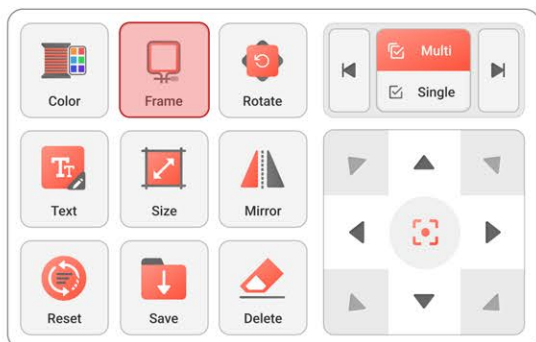 Color
Frame
Rotate
Multi
Single
Text
Size
Mirror
Reset
Save
Delete